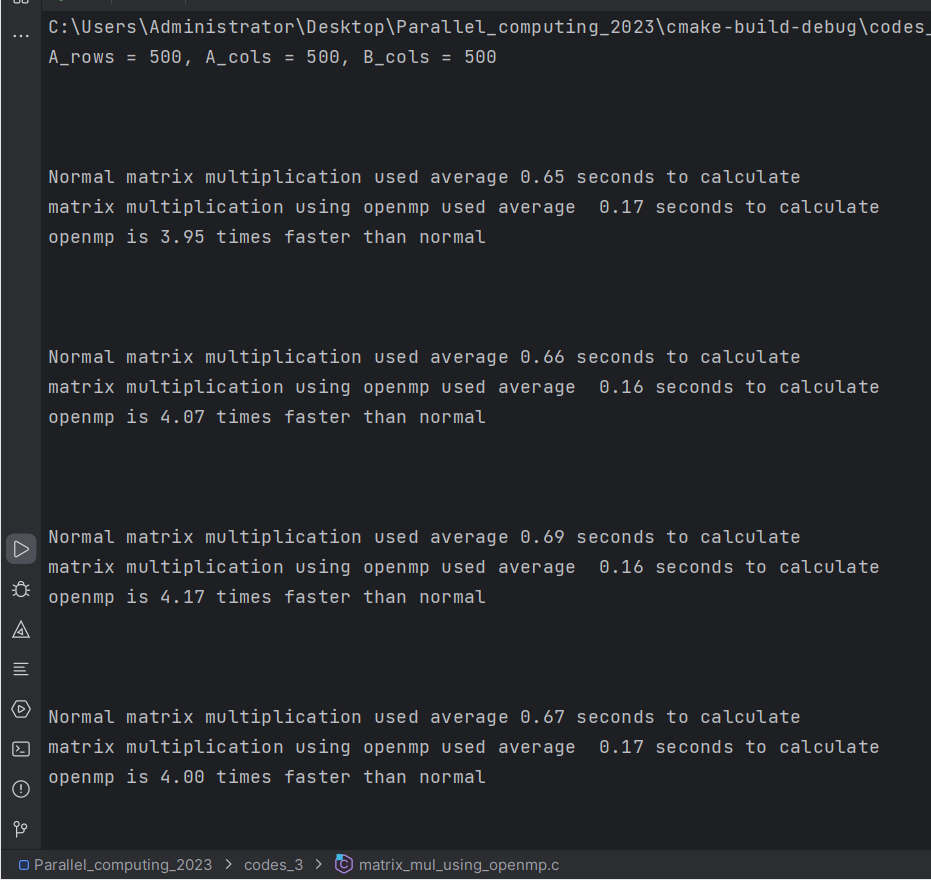 C:\Users\Administrator\Desktop\Parallel_computing_2023\cmake-build-debug\codes_
A_rows = 500, A_cols = 500, B_cols = 500
Normal matrix multiplication used average 0.65 seconds to calculate
matrix multiplication using openmp used average  0.17 seconds to calculate
openmp is 3.95 times faster than normal
Normal matrix multiplication used average 0.66 seconds to calculate
matrix multiplication using openmp used average  0.16 seconds to calculate
openmp is 4.07 times faster than normal
Normal matrix multiplication used average 0.69 seconds to calculate
matrix multiplication using openmp used average  0.16 seconds to calculate
openmp is 4.17 times faster than normal
Normal matrix multiplication used average 0.67 seconds to calculate
matrix multiplication using openmp used average  0.17 seconds to calculate
openmp is 4.00 times faster than normal
Parallel_computing_2023 > codes_3 > C matrix_mul_using_openmp.c